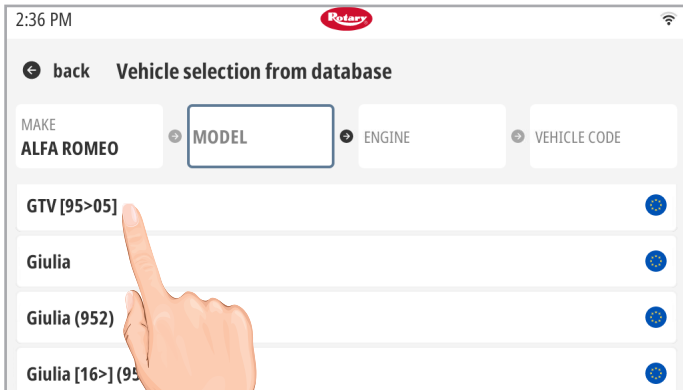 2:36 PM
Rotary
back Vehicle selection from database
MAKE
ALFA ROMEO
MODEL
ENGINE
VEHICLE CODE
GTV [95>05]
Giulia
Giulia (952)
Giulia [16>] (95